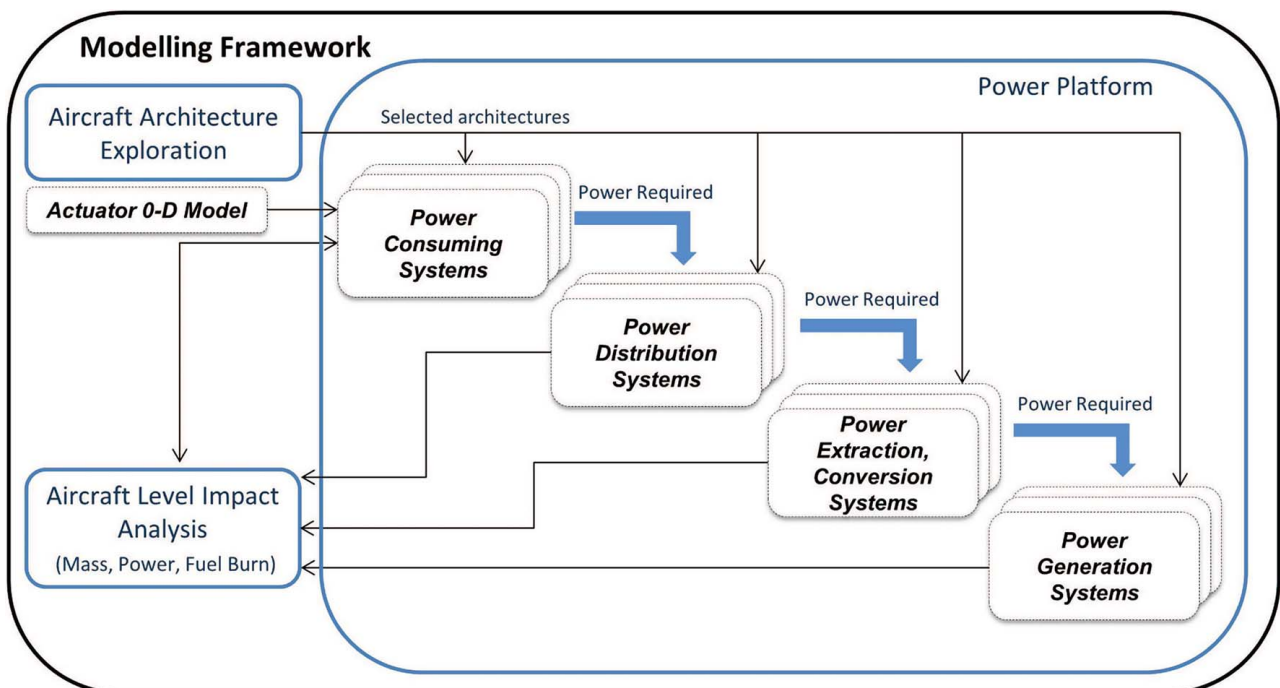 Modelling Framework
Power Platform
Aircraft Architecture
Exploration
Selected architectures
Actuator 0-D Model
Power
Consuming
Systems
Power Required
Power
Distribution
Systems
Power Required
Power
Extraction,
Conversion
Systems
Power Required
Power
Generation
Systems
Aircraft Level Impact
Analysis
(Mass, Power, Fuel Burn)